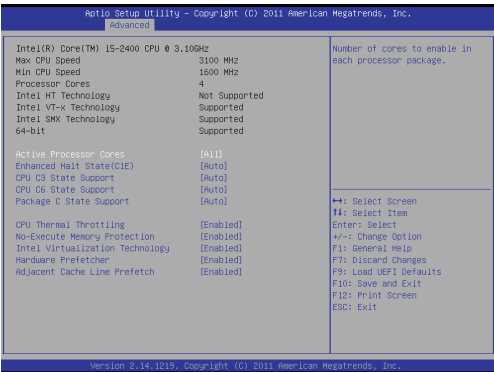 Aptio Setup Utility – Copyright (C) 2011 American Megatrends, Inc.
Advanced
Intel(R) Core(TM) i5-2400 CPU @ 3.10GHz
Max CPU Speed 3100 MHz
Min CPU Speed 1600 MHz
Processor Cores 4
Intel HT Technology Not Supported
Intel VT-x Technology Supported
Intel SMX Technology Supported
64-bit Supported
Active Processor Cores [All]
Enhanced Halt State(C1E) [Auto]
CPU C3 State Support [Auto]
CPU C6 State Support [Auto]
Package C State Support [Auto]
CPU Thermal Throttling [Enabled]
No-Execute Memory Protection [Enabled]
Intel Virtualization Technology [Enabled]
Hardware Prefetcher [Enabled]
Adjacent Cache Line Prefetch [Enabled]
Number of cores to enable in
each processor package.
↔: Select Screen
↑↓: Select Item
Enter: Select
+/-: Change Option
F1: General Help
F7: Discard Changes
F9: Load UEFI Defaults
F10: Save and Exit
F12: Print Screen
ESC: Exit
Version 2.14.1219. Copyright (C) 2011 American Megatrends, Inc.